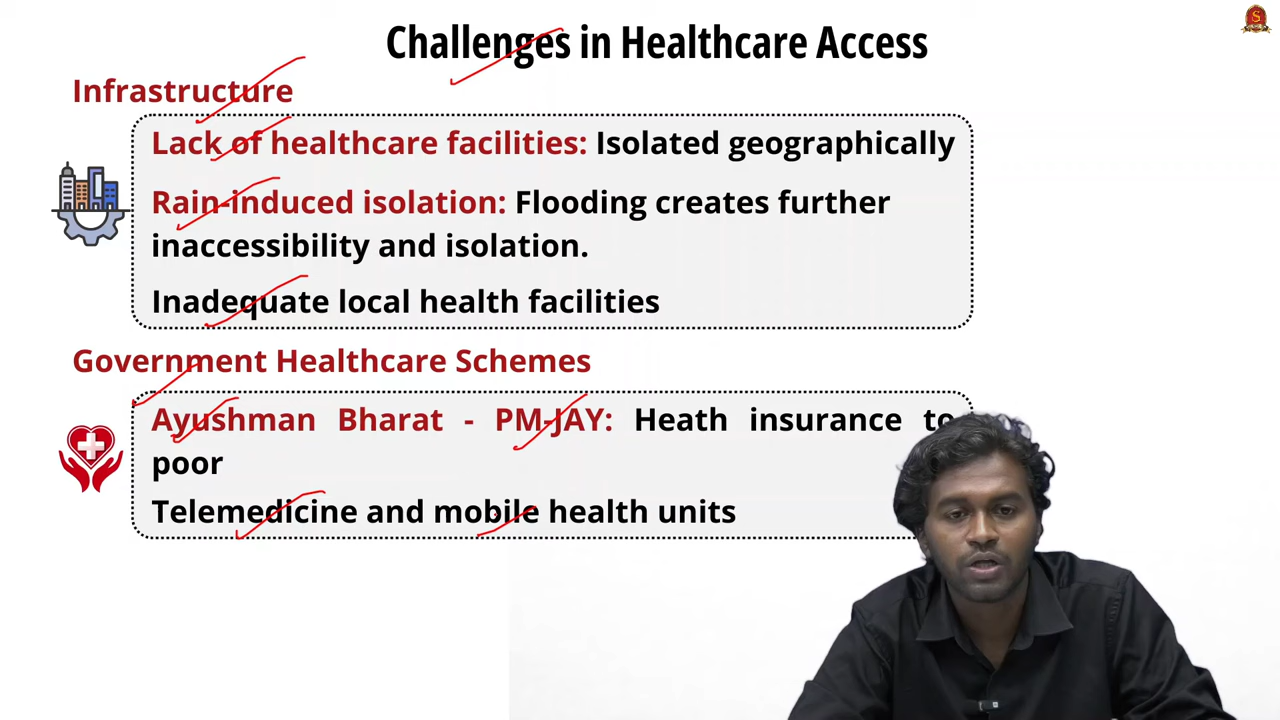 Challenges in Healthcare Access
Infrastructure
Lack of healthcare facilities: Isolated geographically
Rain-induced isolation: Flooding creates further
inaccessibility and isolation.
Inadequate local health facilities
Government Healthcare Schemes
Ayushman Bharat - PM-JAY: Heath insurance to
poor
Telemedicine and mobile health units